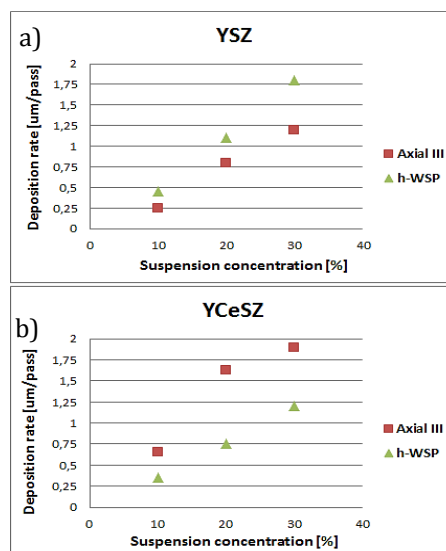 a)
YSZ
Deposition rate [um/pass]
2
1,75
1,5
1,25
1
0,75
0,5
0,25
0
0 10 20 30 40
Suspension concentration [%]
Axial III
h-WSP
b)
YCeSZ
Deposition rate [um/pass]
2
1,75
1,5
1,25
1
0,75
0,5
0,25
0
0 10 20 30 40
Suspension concentration [%]
Axial III
h-WSP